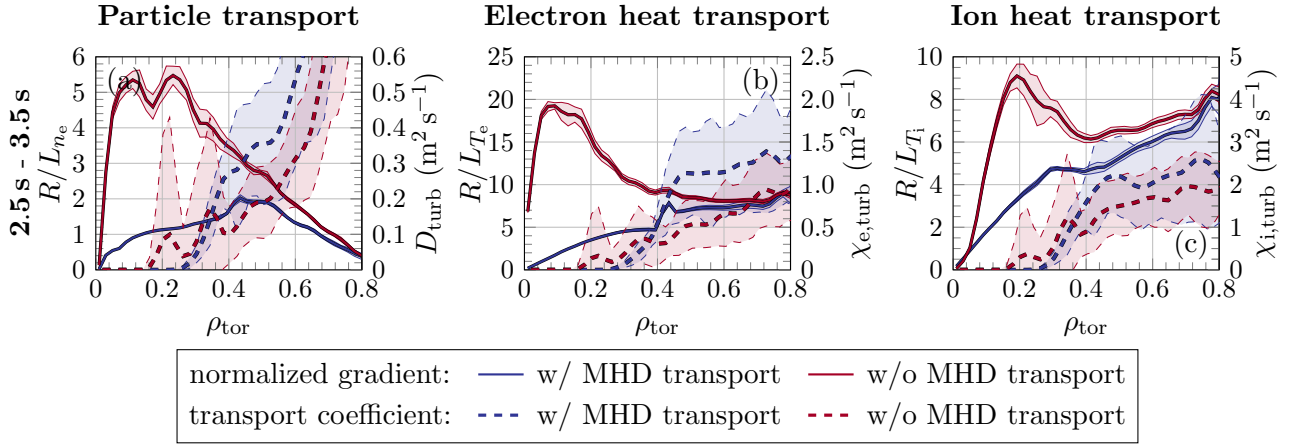 Particle transport
Electron heat transport
Ion heat transport
2.5 s - 3.5 s
R/L_{n_e}
6
5
4
3
2
1
0
(a)
0.6
0.5
0.4
0.3
0.2
0.1
0
D_turb (m² s⁻¹)
0 0.2 0.4 0.6 0.8
ρ_tor
R/L_{T_e}
25
20
15
10
5
0
(b)
2.5
2.0
1.5
1.0
0.5
0
χ_e,turb (m² s⁻¹)
0 0.2 0.4 0.6 0.8
ρ_tor
R/L_{T_i}
10
8
6
4
2
0
(c)
5
4
3
2
1
0
χ_i,turb (m² s⁻¹)
0 0.2 0.4 0.6 0.8
ρ_tor
normalized gradient: w/ MHD transport w/o MHD transport
transport coefficient: w/ MHD transport w/o MHD transport